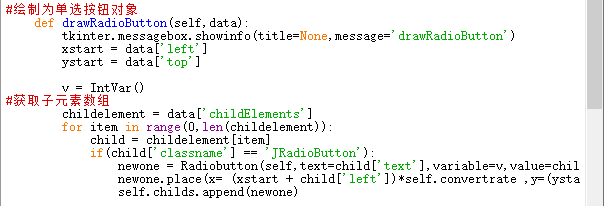 #绘制为单选按钮对象
def drawRadioButton(self,data):
tkinter.messagebox.showinfo(title=None,message='drawRadioButton')
xstart = data['left']
ystart = data['top']
v = IntVar()
#获取子元素数组
childelement = data['childElements']
for item in range(0,len(childelement)):
child = childelement[item]
if(child['classname'] == 'JRadioButton'):
newone = Radiobutton(self,text=child['text'],variable=v,value=chil
newone.place(x= (xstart + child['left'])*self.convertrate ,y=(ysta
self.childs.append(newone)